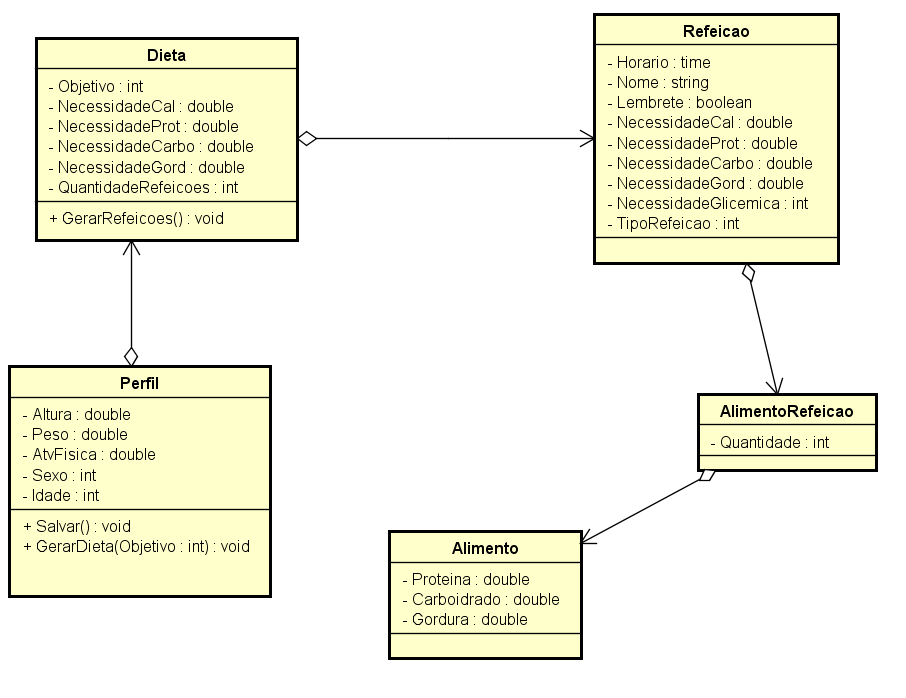 Dieta
- Objetivo : int
- NecessidadeCal : double
- NecessidadeProt : double
- NecessidadeCarbo : double
- NecessidadeGord : double
- QuantidadeRefeicoes : int
+ GerarRefeicoes() : void
Refeicao
- Horario : time
- Nome : string
- Lembrete : boolean
- NecessidadeCal : double
- NecessidadeProt : double
- NecessidadeCarbo : double
- NecessidadeGord : double
- NecessidadeGlicemica : int
- TipoRefeicao : int
Perfil
- Altura : double
- Peso : double
- AtvFisica : double
- Sexo : int
- Idade : int
+ Salvar() : void
+ GerarDieta(Objetivo : int) : void
AlimentoRefeicao
- Quantidade : int
Alimento
- Proteina : double
- Carboidrado : double
- Gordura : double